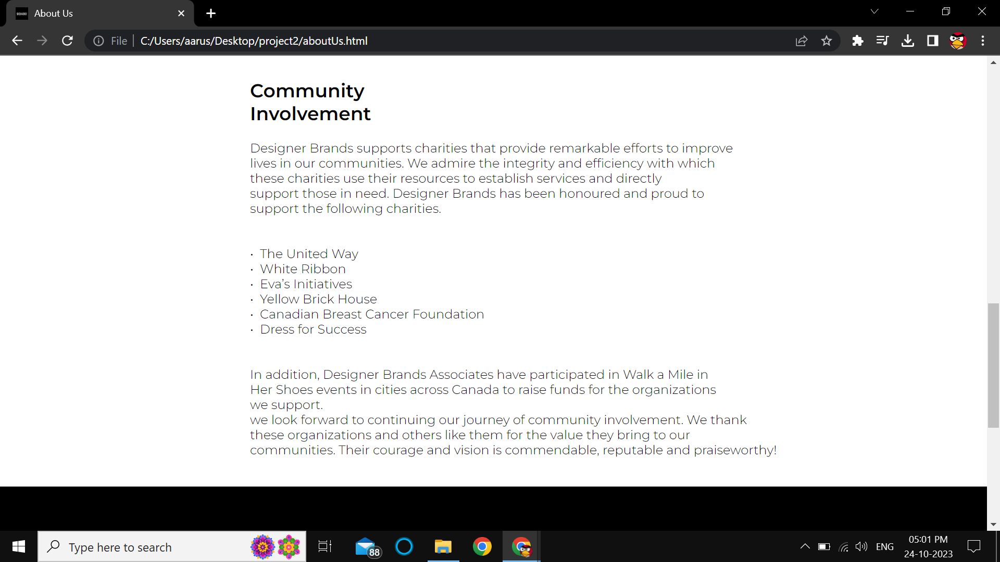 About Us
File
C:/Users/aarus/Desktop/project2/aboutUs.html
Community
Involvement
Designer Brands supports charities that provide remarkable efforts to improve
lives in our communities. We admire the integrity and efficiency with which
these charities use their resources to establish services and directly
support those in need. Designer Brands has been honoured and proud to
support the following charities.
• The United Way
• White Ribbon
• Eva’s Initiatives
• Yellow Brick House
• Canadian Breast Cancer Foundation
• Dress for Success
In addition, Designer Brands Associates have participated in Walk a Mile in
Her Shoes events in cities across Canada to raise funds for the organizations
we support.
we look forward to continuing our journey of community involvement. We thank
these organizations and others like them for the value they bring to our
communities. Their courage and vision is commendable, reputable and praiseworthy!
Type here to search
88
ENG
05:01 PM
24-10-2023